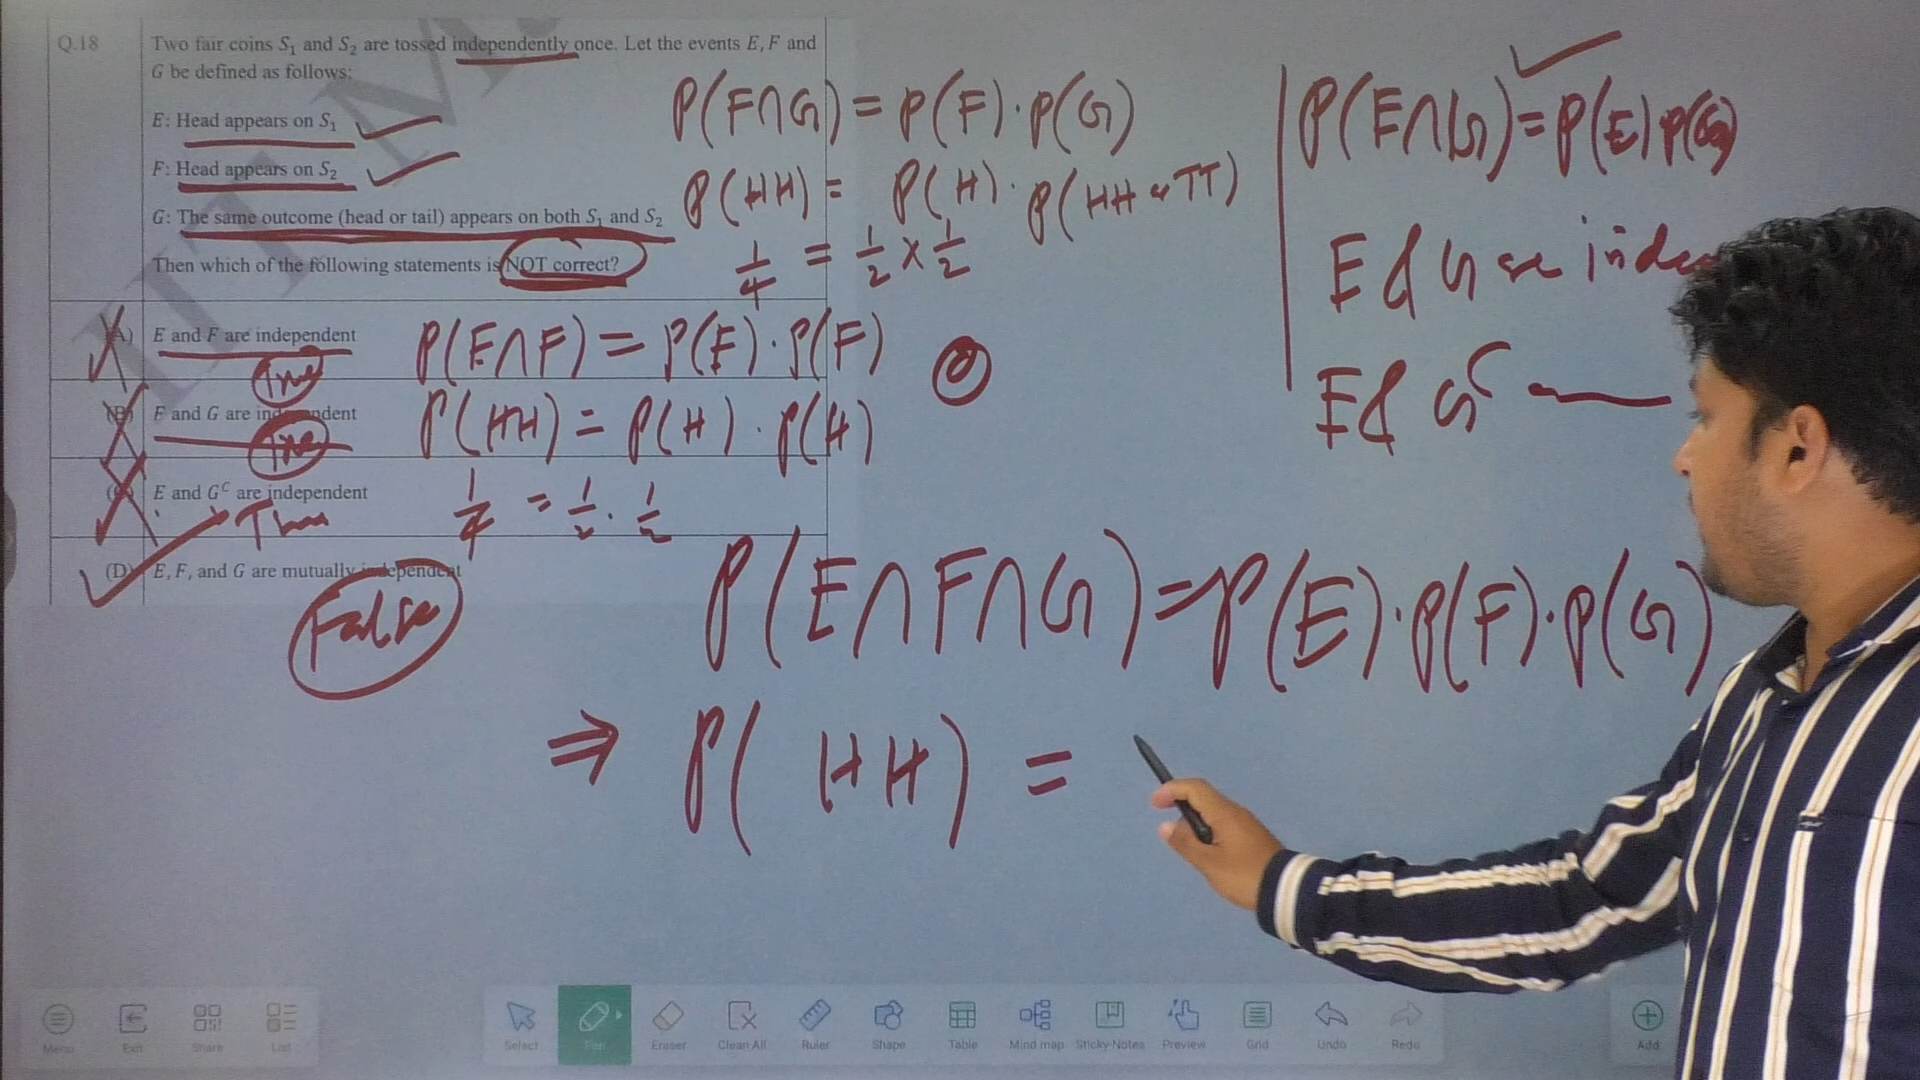 Q.18
Two fair coins S₁ and S₂ are tossed independently once. Let the events E, F and
G be defined as follows:
E: Head appears on S₁
F: Head appears on S₂
G: The same outcome (head or tail) appears on both S₁ and S₂
Then which of the following statements is NOT correct?
(A) E and F are independent
True
(B) F and G are independent
True
(C) E and Gᶜ are independent
(D) E, F, and G are mutually independent
False
P(F∩G) = P(F)·P(G)
P(HH) = P(H)·P(HH or TT)
1/4 = 1/2 × 1/2
P(E∩F) = P(E)·P(F)
P(HH) = P(H)·P(H)
1/4 = 1/2 · 1/2
P(E∩G) = P(E) P(G)
E & G are inde
E & Gᶜ —
P(E∩F∩G) = P(E)·P(F)·P(G)
⇒ P(HH) =
Menu
Exit
Share
List
Select
Pen
Eraser
Clean All
Ruler
Shape
Table
Mind map
Sticky-Notes
Preview
Grid
Undo
Redo
Add